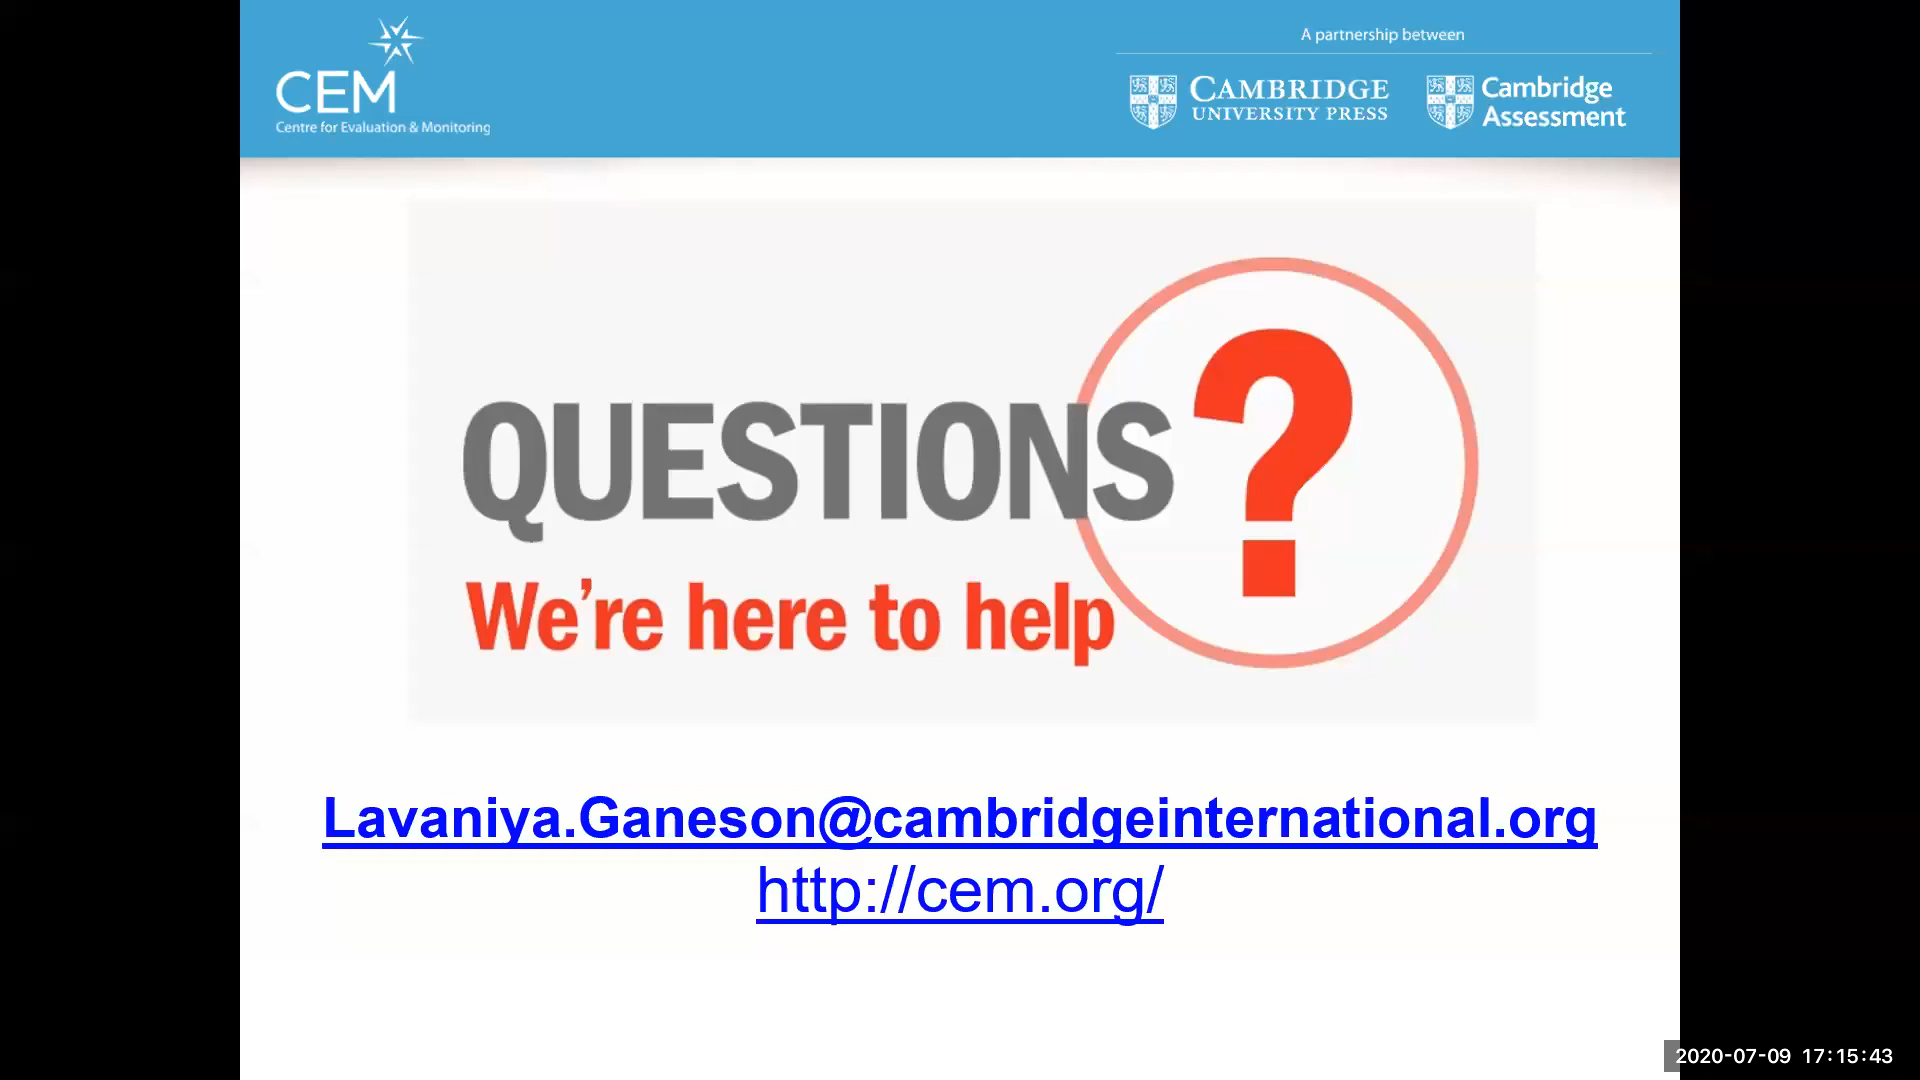 CEM
Centre for Evaluation & Monitoring
A partnership between
CAMBRIDGE
UNIVERSITY PRESS
Cambridge
Assessment
QUESTIONS?
We're here to help
Lavaniya.Ganeson@cambridgeinternational.org
http://cem.org/
2020-07-09 17:15:43